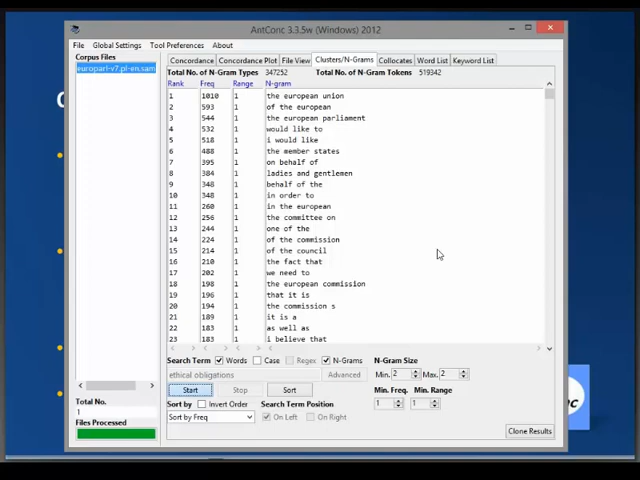 AntConc 3.3.5w (Windows) 2012
File Global Settings Tool Preferences About
Corpus Files
europarl-v7.pl-en.sam
Concordance Concordance Plot File View Clusters/N-Grams Collocates Word List Keyword List
Total No. of N-Gram Types 347252 Total No. of N-Gram Tokens 519342
Rank Freq Range N-gram
1 1010 1 the european union
2 593 1 of the european
3 544 1 the european parliament
4 532 1 would like to
5 518 1 i would like
6 488 1 the member states
7 395 1 on behalf of
8 384 1 ladies and gentlemen
9 348 1 behalf of the
10 348 1 in order to
11 260 1 in the european
12 256 1 the committee on
13 244 1 one of the
14 224 1 of the commission
15 214 1 of the council
16 210 1 the fact that
17 202 1 we need to
18 198 1 the european commission
19 196 1 that it is
20 194 1 the commission s
21 189 1 it is a
22 183 1 as well as
23 183 1 i believe that
Search Term Words Case Regex N-Grams N-Gram Size
ethical obligations Advanced Min. 2 Max. 2
Start Stop Sort Min. Freq. Min. Range
Sort by Invert Order Search Term Position 1 1
Sort by Freq On Left On Right
Total No.
1
Files Processed
Clone Results